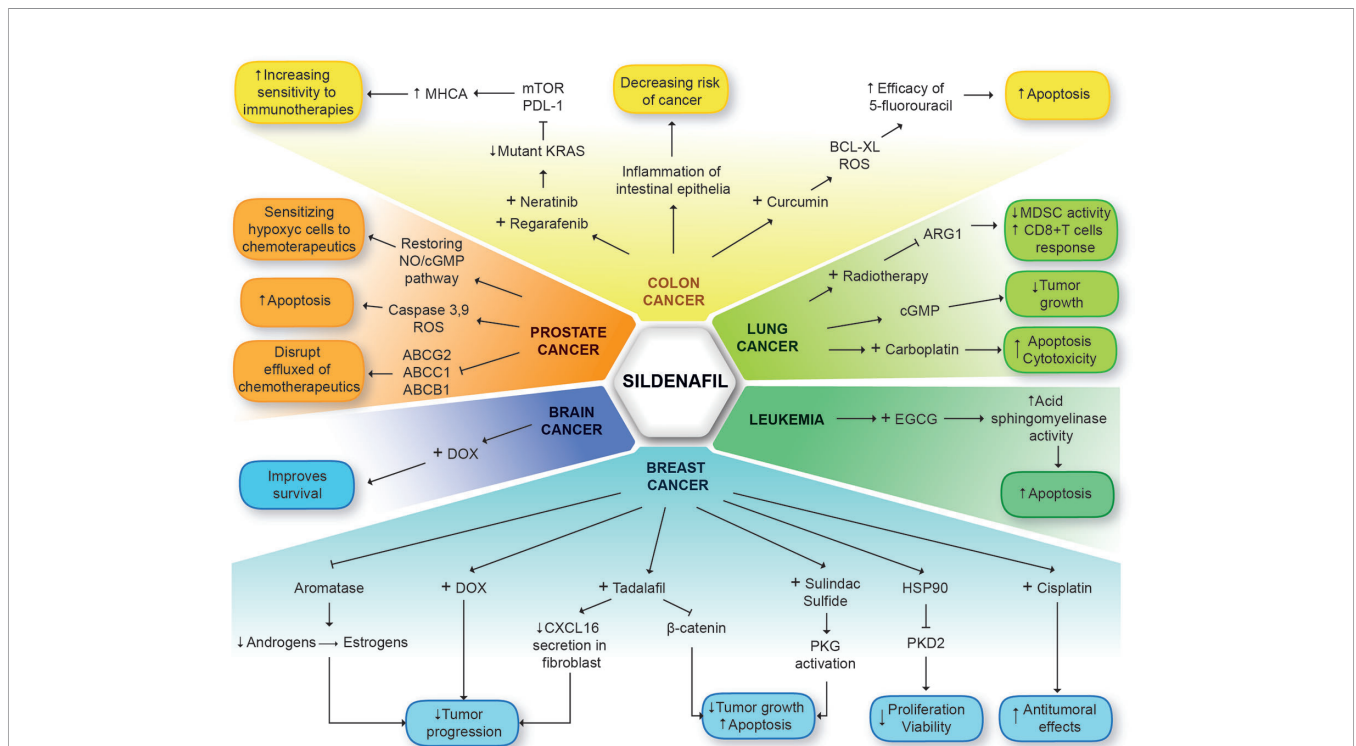 ↑Increasing
sensitivity to
immunotherapies
↑ MHCA
mTOR
PDL-1
↓Mutant KRAS
+ Neratinib
+ Regarafenib
Decreasing risk
of cancer
Inflammation of
intestinal epithelia
↑ Efficacy of
5-fluorouracil
↑Apoptosis
BCL-XL
ROS
+ Curcumin
COLON
CANCER
Sensitizing
hypoxyc cells to
chemoterapeutics
Restoring
NO/cGMP
pathway
↑Apoptosis
Caspase 3,9
ROS
Disrupt
effluxed of
chemotherapeutics
ABCG2
ABCC1
ABCB1
PROSTATE
CANCER
ARG1
↓MDSC activity
↑ CD8+T cells
response
+ Radiotherapy
cGMP
↓Tumor
growth
+ Carboplatin
↑ Apoptosis
Cytotoxicity
LUNG
CANCER
SILDENAFIL
BRAIN
CANCER
+ DOX
Improves
survival
LEUKEMIA
+ EGCG
↑Acid
sphingomyelinase
activity
↑ Apoptosis
BREAST
CANCER
Aromatase
↓ Androgens → Estrogens
+ DOX
+ Tadalafil
↓CXCL16
secretion in
fibroblast
β-catenin
+ Sulindac
Sulfide
PKG
activation
HSP90
PKD2
+ Cisplatin
↓Tumor
progression
↓Tumor growth
↑Apoptosis
↓ Proliferation
Viability
↑ Antitumoral
effects